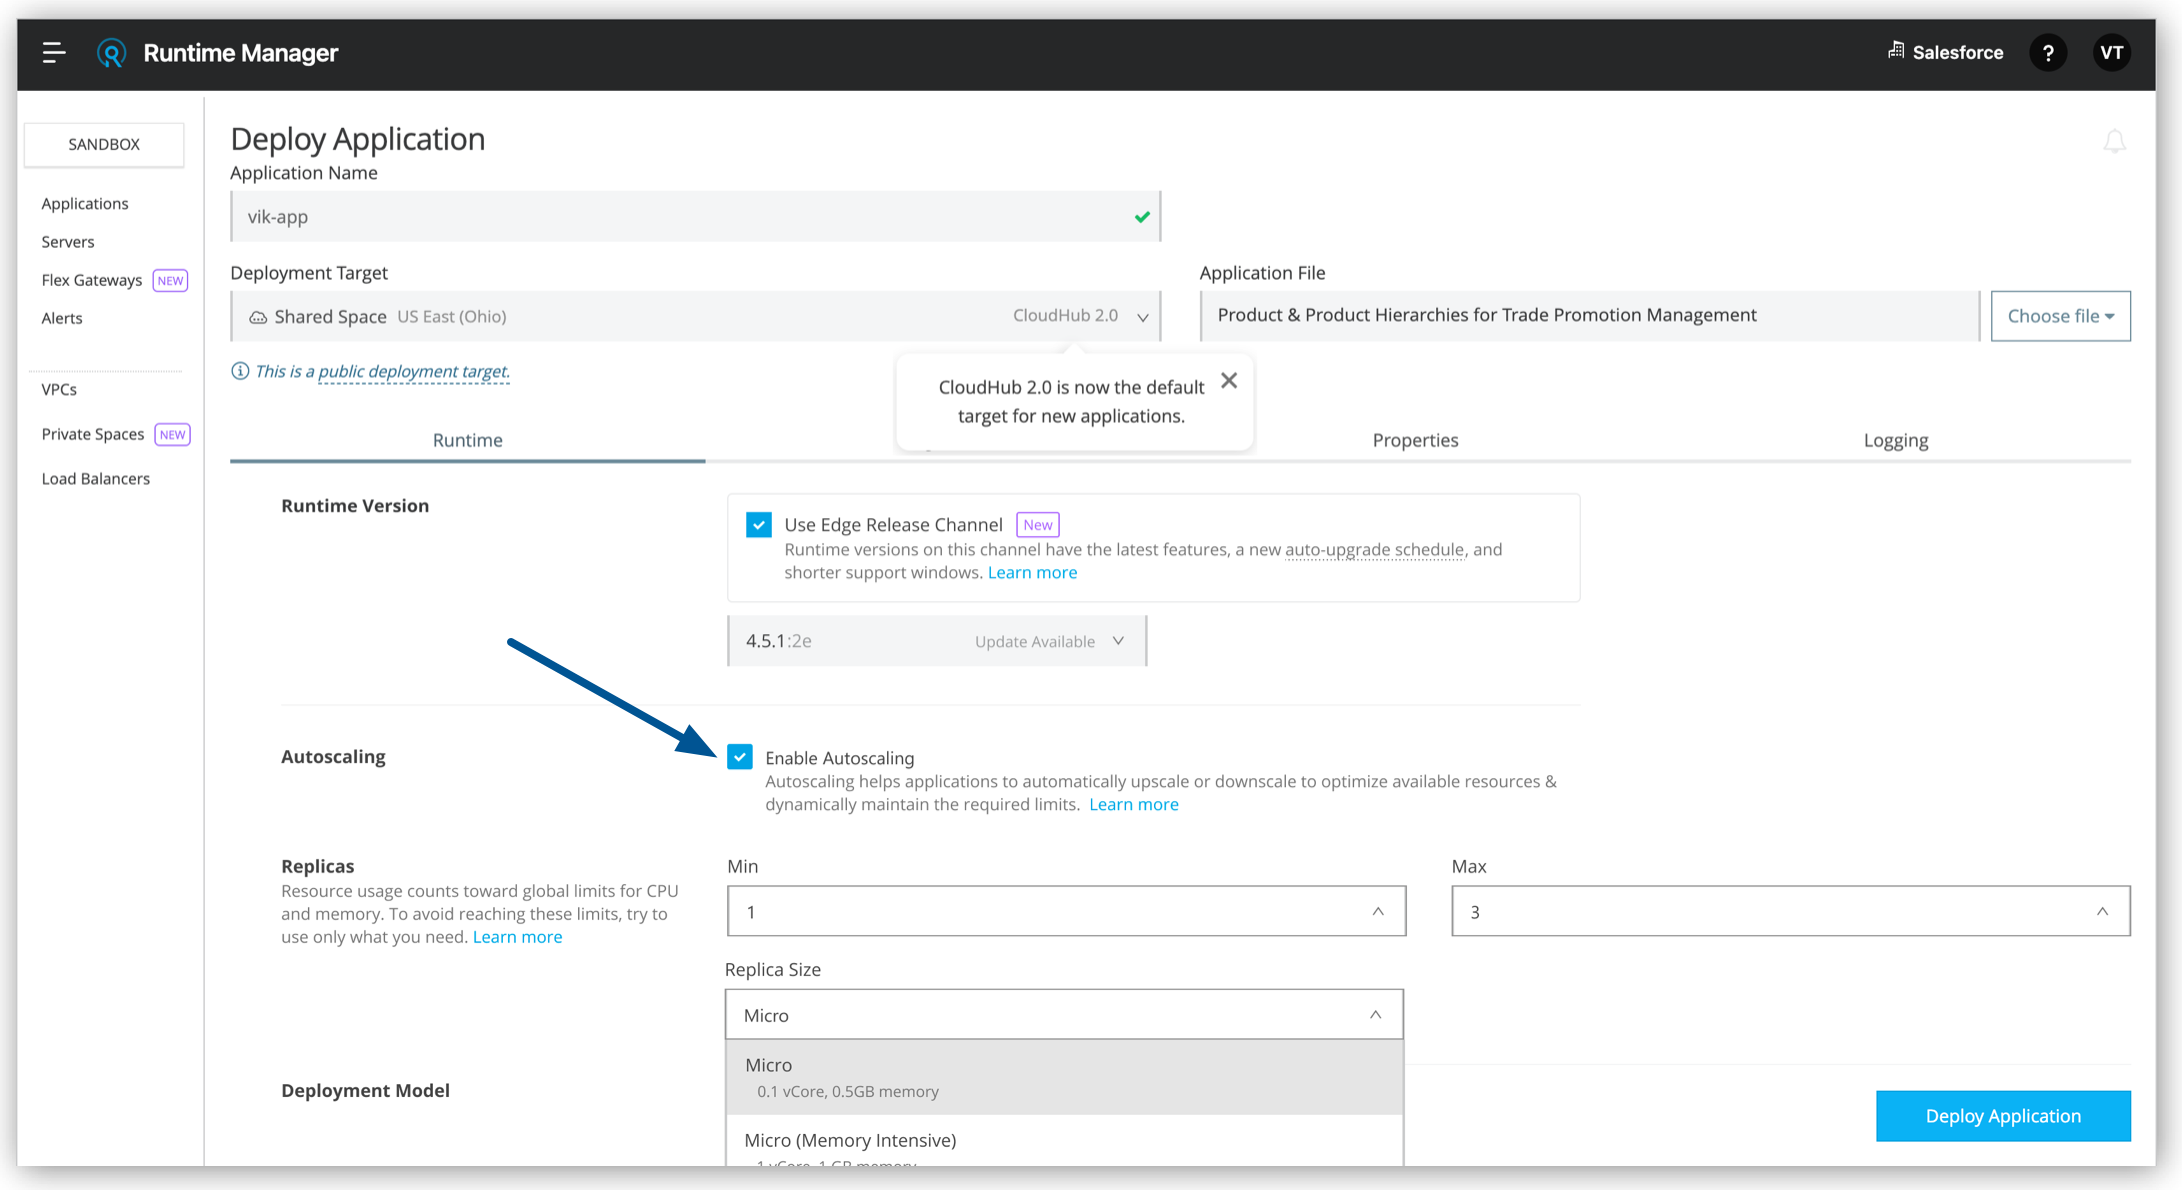 Runtime Manager
Salesforce
?
VT
SANDBOX
Applications
Servers
Flex Gateways NEW
Alerts
VPCs
Private Spaces NEW
Load Balancers
Deploy Application
Application Name
vik-app
Deployment Target
Shared Space US East (Ohio) CloudHub 2.0
This is a public deployment target.
Application File
Product & Product Hierarchies for Trade Promotion Management
Choose file
CloudHub 2.0 is now the default
target for new applications.
Runtime
Properties
Logging
Runtime Version
Use Edge Release Channel New
Runtime versions on this channel have the latest features, a new auto-upgrade schedule, and
shorter support windows. Learn more
4.5.1:2e Update Available
Autoscaling
Enable Autoscaling
Autoscaling helps applications to automatically upscale or downscale to optimize available resources &
dynamically maintain the required limits. Learn more
Replicas
Resource usage counts toward global limits for CPU
and memory. To avoid reaching these limits, try to
use only what you need. Learn more
Min
1
Max
3
Replica Size
Micro
Micro
0.1 vCore, 0.5GB memory
Micro (Memory Intensive)
Deployment Model
Deploy Application